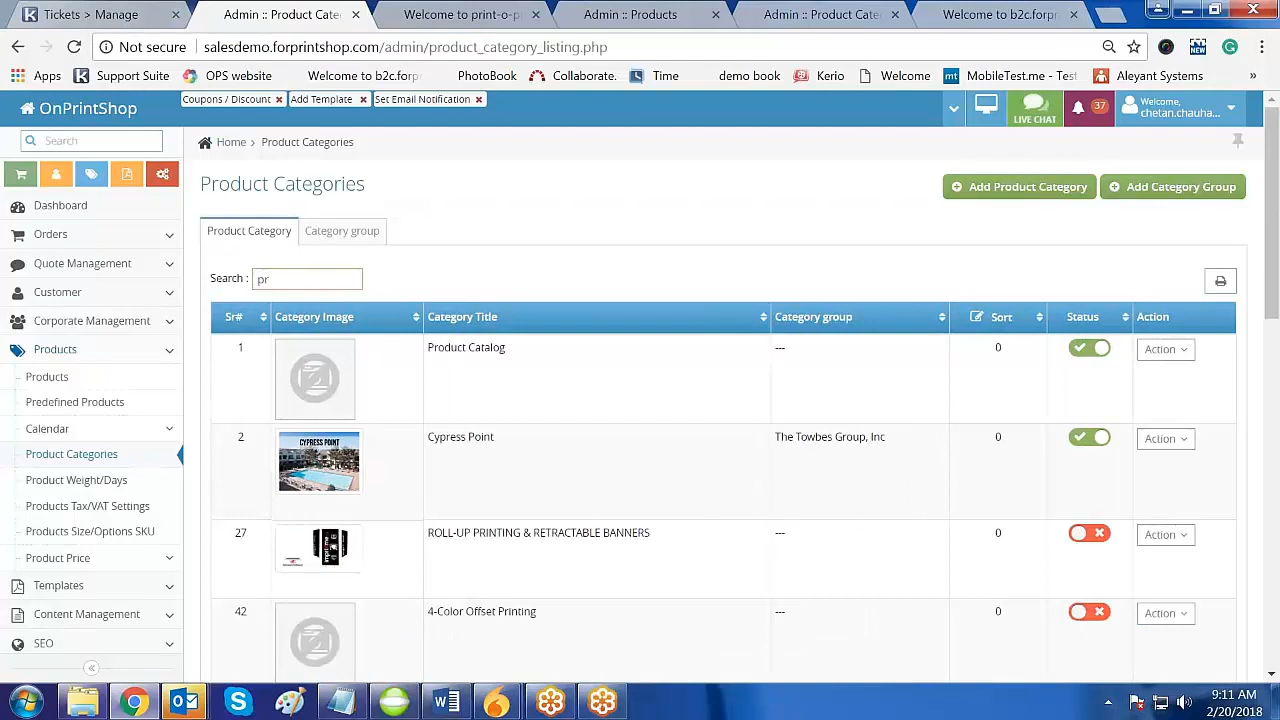 Tickets > Manage
Admin :: Product Cate
Welcome to print
Admin :: Products
Admin :: Product Cate
Welcome to b2c.forp
Not secure
salesdemo.forprintshop.com/admin/product_category_listing.php
Apps
Support Suite
OPS website
Welcome to b2c.forp
PhotoBook
Collaborate.
Time
demo book
Kerio
Welcome
MobileTest.me - Test
Aleyant Systems
»
OnPrintShop
Coupons / Discount
Add Template
Set Email Notification
LIVE CHAT
37
Welcome,
chetan.chauha...
Search
Home > Product Categories
Dashboard
Orders
Quote Management
Customer
Corporate Management
Products
Products
Predefined Products
Calendar
Product Categories
Product Weight/Days
Products Tax/VAT Settings
Products Size/Options SKU
Product Price
Templates
Content Management
SEO
Product Categories
Add Product Category
Add Category Group
Product Category
Category group
Search : pr
Sr# Category Image Category Title Category group Sort Status Action
1 Product Catalog --- 0 Action
2 CYPRESS POINT Cypress Point The Towbes Group, Inc 0 Action
27 ROLL-UP PRINTING & RETRACTABLE BANNERS --- 0 Action
42 4-Color Offset Printing --- 0 Action
9:11 AM
2/20/2018